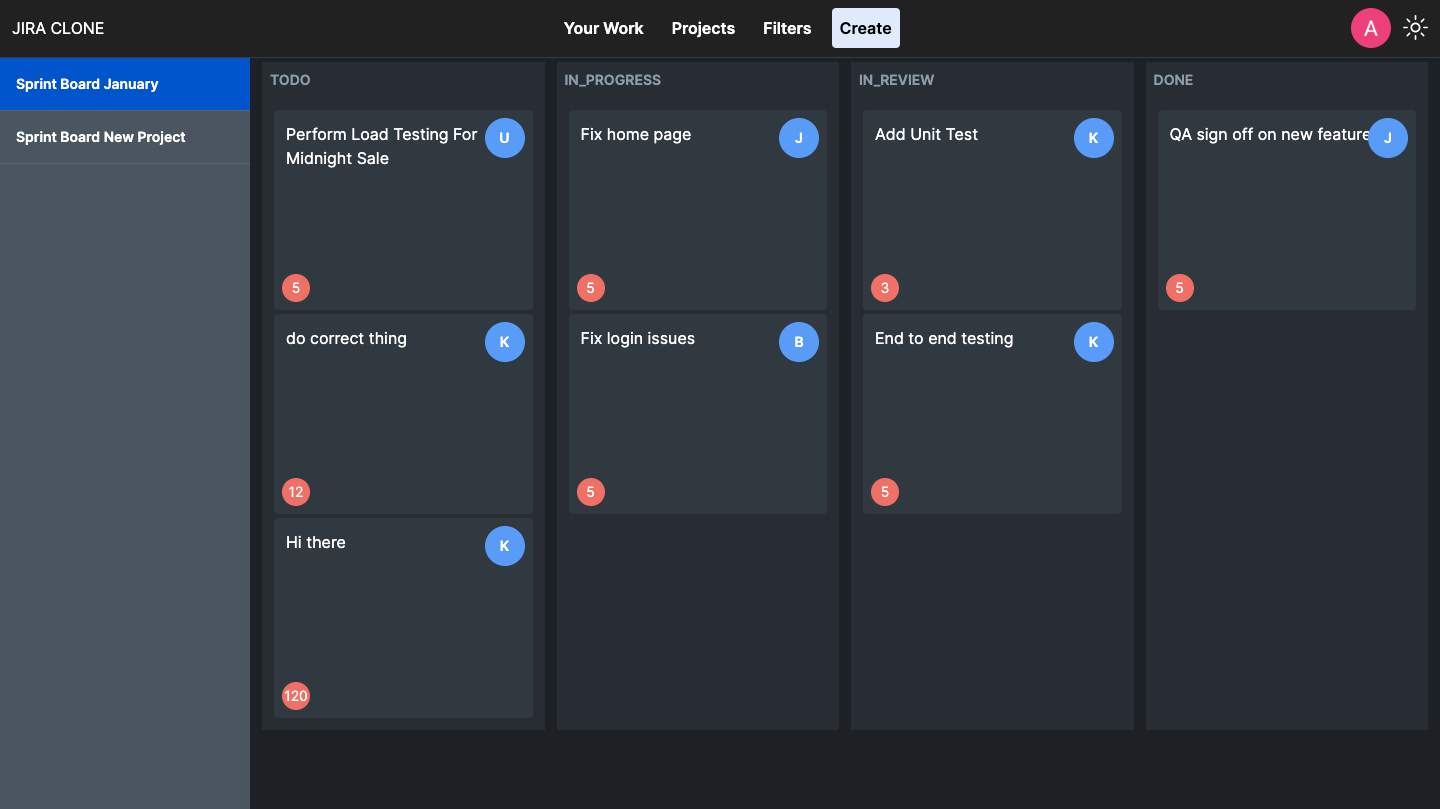 JIRA CLONE
Your Work
Projects
Filters
Create
A
Sprint Board January
Sprint Board New Project
TODO
Perform Load Testing For
Midnight Sale
U
5
do correct thing
K
12
Hi there
K
120
IN_PROGRESS
Fix home page
J
5
Fix login issues
B
5
IN_REVIEW
Add Unit Test
K
3
End to end testing
K
5
DONE
QA sign off on new feature
J
5